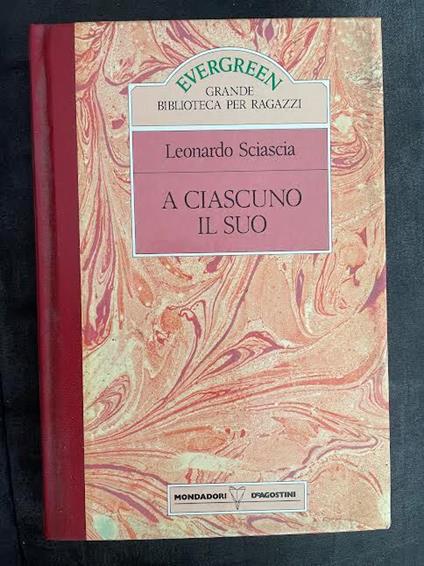 EVERGREEN
GRANDE
BIBLIOTECA PER RAGAZZI
Leonardo Sciascia
A CIASCUNO
IL SUO
MONDADORI DEAGOSTINI